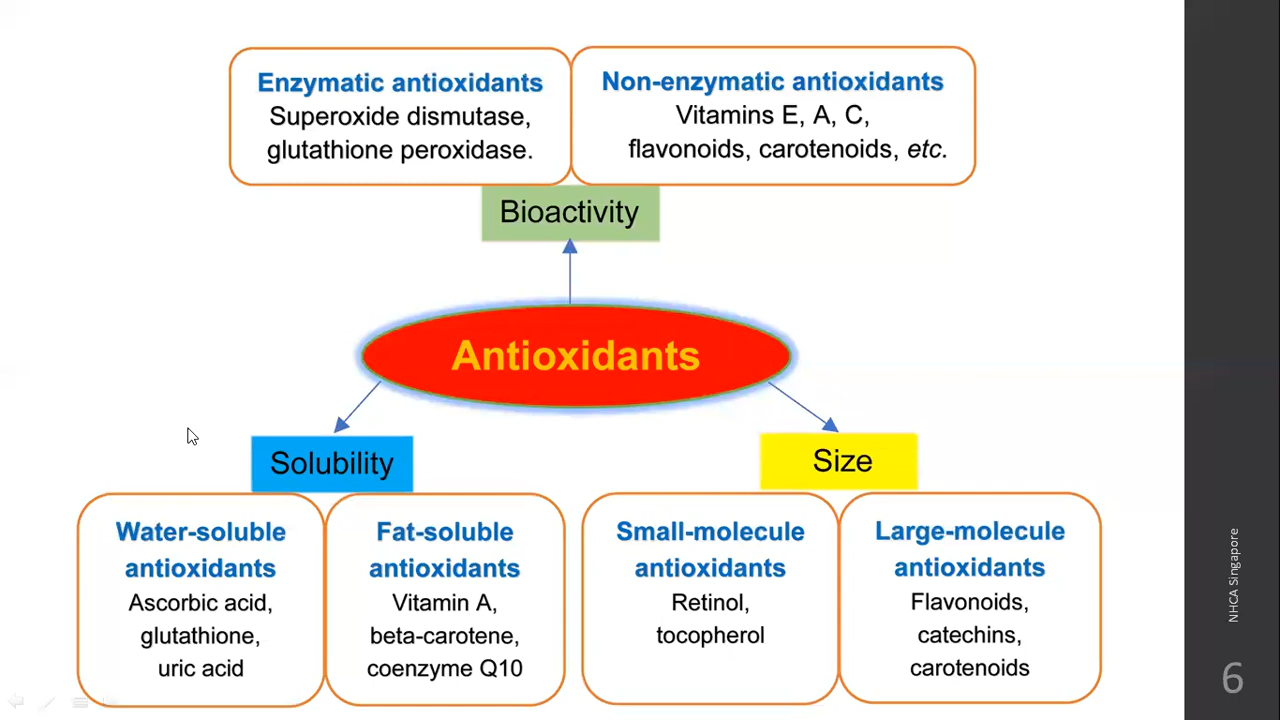 Enzymatic antioxidants
Superoxide dismutase,
glutathione peroxidase.
Non-enzymatic antioxidants
Vitamins E, A, C,
flavonoids, carotenoids, etc.
Bioactivity
Antioxidants
Solubility
Size
Water-soluble
antioxidants
Ascorbic acid,
glutathione,
uric acid
Fat-soluble
antioxidants
Vitamin A,
beta-carotene,
coenzyme Q10
Small-molecule
antioxidants
Retinol,
tocopherol
Large-molecule
antioxidants
Flavonoids,
catechins,
carotenoids
NHCA Singapore
6